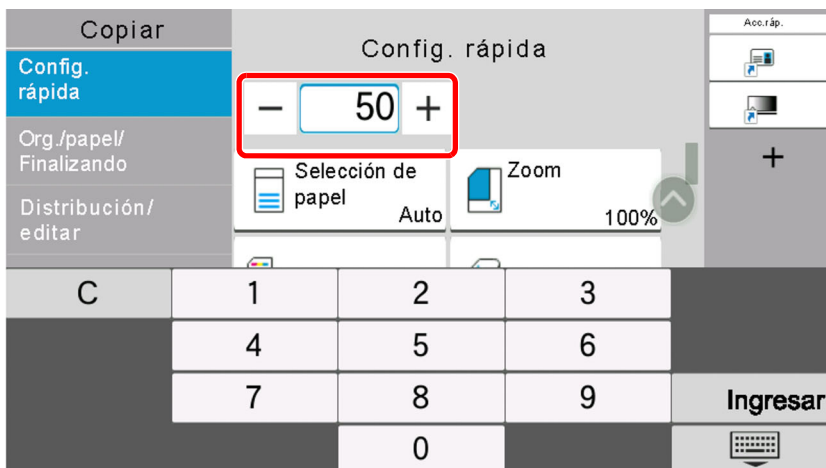 Copiar
Config.
rápida
Org./papel/
Finalizando
Distribución/
editar
Config. rápida
− 50 +
Selección de
papel
Auto
Zoom
100%
Acc.ráp.
+
C 1 2 3
4 5 6
7 8 9 Ingresar
0